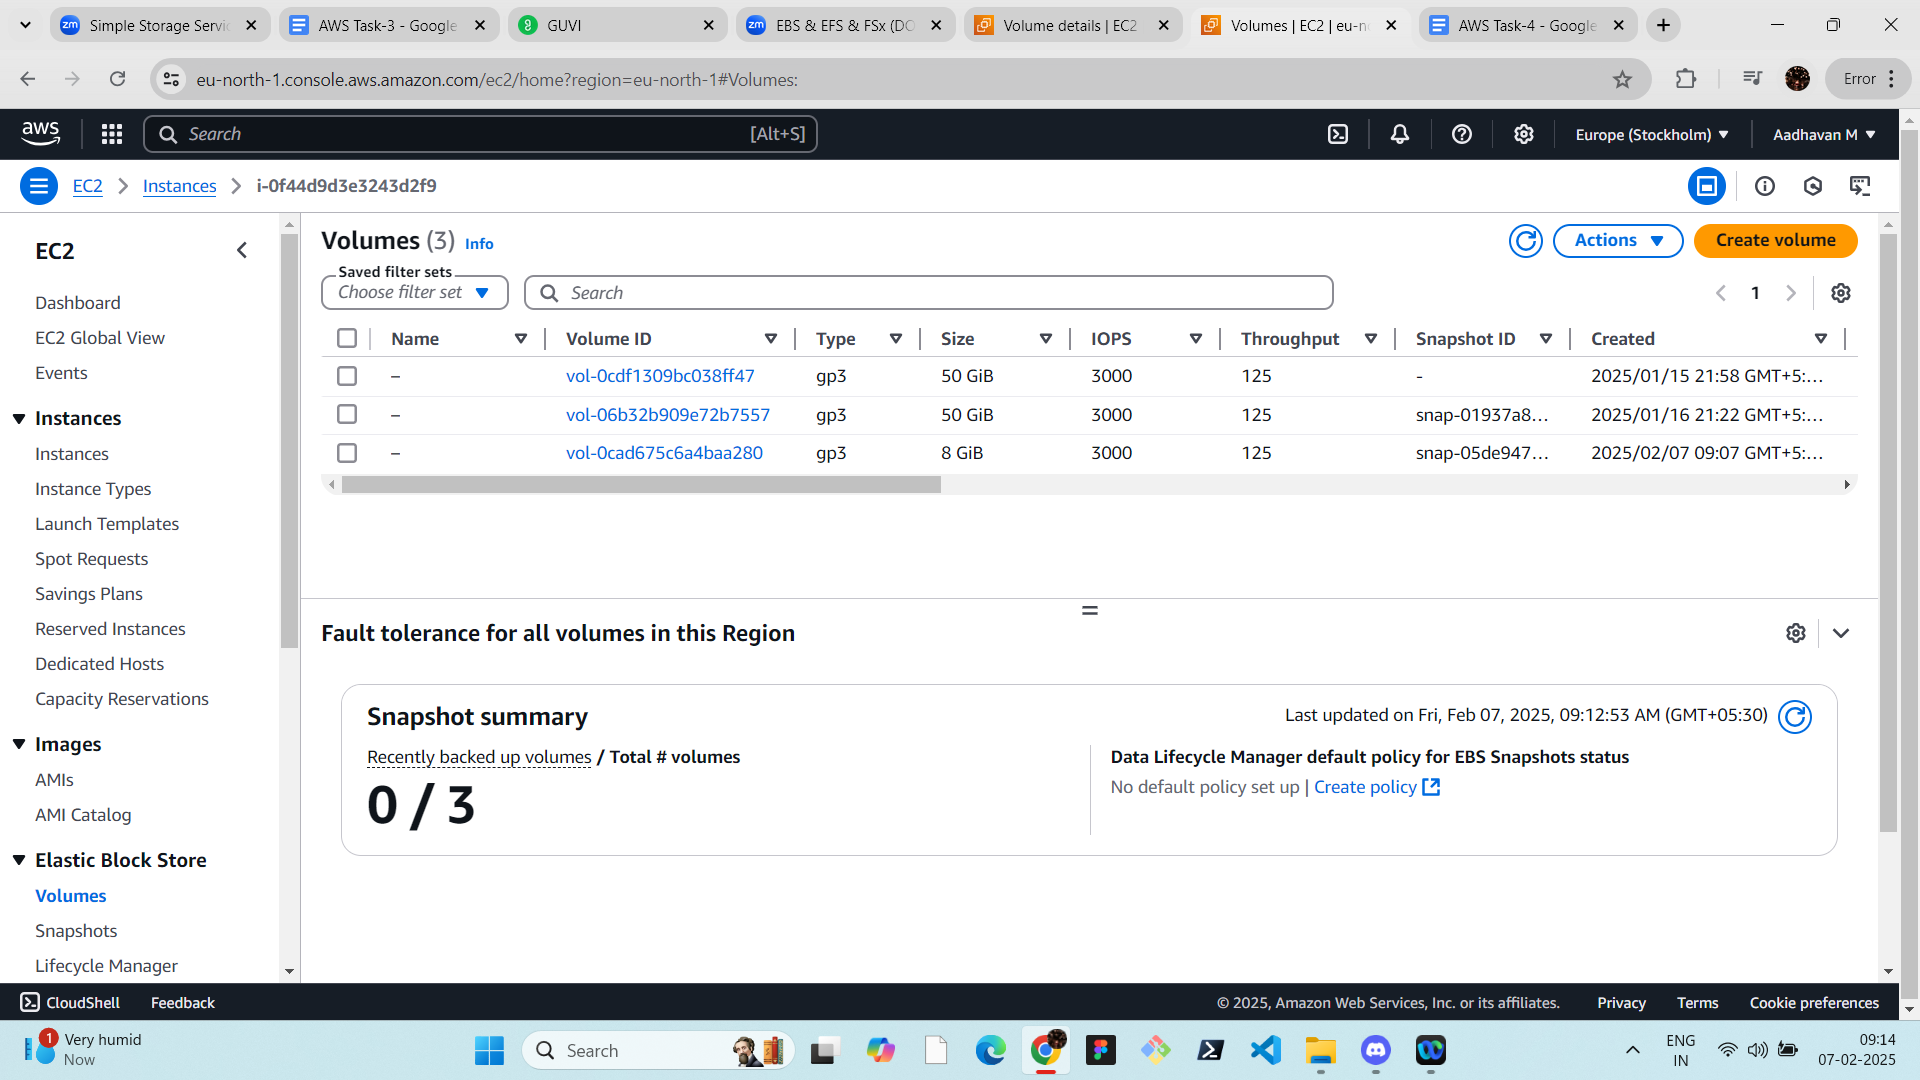 Simple Storage Servic
AWS Task-3 - Google
GUVI
EBS & EFS & FSx (DO
Volume details | EC2
Volumes | EC2 | eu-no
AWS Task-4 - Google
eu-north-1.console.aws.amazon.com/ec2/home?region=eu-north-1#Volumes:
Error
aws
Search
[Alt+S]
Europe (Stockholm)
Aadhavan M
EC2
Instances
i-0f44d9d3e3243d2f9
EC2
Dashboard
EC2 Global View
Events
Instances
Instances
Instance Types
Launch Templates
Spot Requests
Savings Plans
Reserved Instances
Dedicated Hosts
Capacity Reservations
Images
AMIs
AMI Catalog
Elastic Block Store
Volumes
Snapshots
Lifecycle Manager
Volumes (3) Info
Actions
Create volume
Saved filter sets
Choose filter set
Search
1
Name Volume ID Type Size IOPS Throughput Snapshot ID Created
– vol-0cdf1309bc038ff47 gp3 50 GiB 3000 125 - 2025/01/15 21:58 GMT+5:...
– vol-06b32b909e72b7557 gp3 50 GiB 3000 125 snap-01937a8... 2025/01/16 21:22 GMT+5:...
– vol-0cad675c6a4baa280 gp3 8 GiB 3000 125 snap-05de947... 2025/02/07 09:07 GMT+5:...
Fault tolerance for all volumes in this Region
Snapshot summary
Last updated on Fri, Feb 07, 2025, 09:12:53 AM (GMT+05:30)
Recently backed up volumes / Total # volumes
0 / 3
Data Lifecycle Manager default policy for EBS Snapshots status
No default policy set up | Create policy
CloudShell
Feedback
© 2025, Amazon Web Services, Inc. or its affiliates.
Privacy
Terms
Cookie preferences
1
Very humid
Now
Search
ENG
IN
09:14
07-02-2025